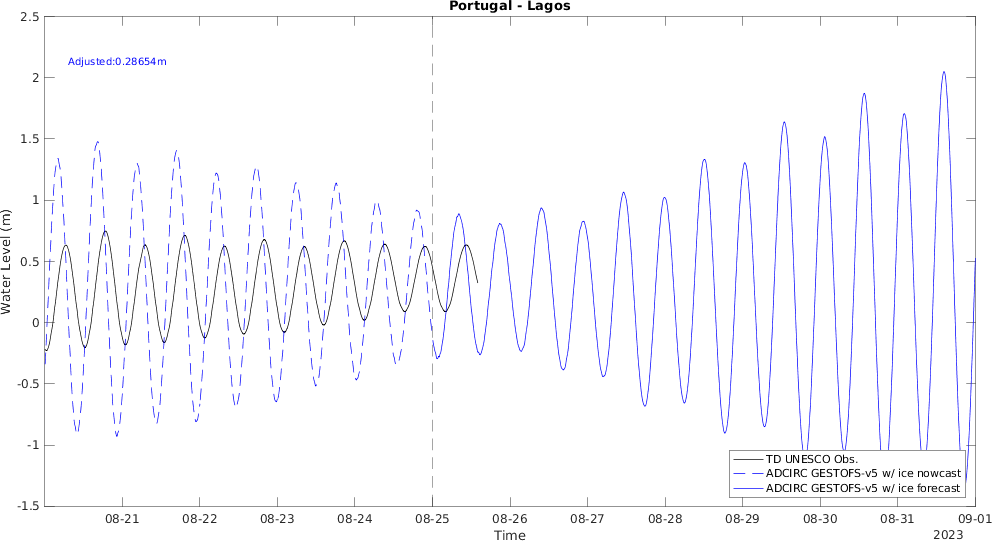 Portugal - Lagos
2.5
2
1.5
1
0.5
0
-0.5
-1
-1.5
Water Level (m)
Adjusted:0.28654m
TD UNESCO Obs.
ADCIRC GESTOFS-v5 w/ ice nowcast
ADCIRC GESTOFS-v5 w/ ice forecast
08-21 08-22 08-23 08-24 08-25 08-26 08-27 08-28 08-29 08-30 08-31 09-01
Time
2023